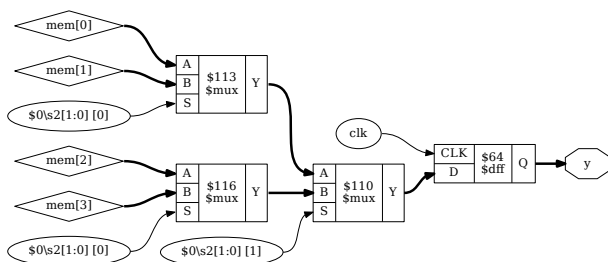 mem[0]
mem[1]
$0\s2[1:0] [0]
A
B
S
$113
$mux
Y
mem[2]
mem[3]
$0\s2[1:0] [0]
A
B
S
$116
$mux
Y
$0\s2[1:0] [1]
A
B
S
$110
$mux
Y
clk
CLK
D
$64
$dff
Q
y